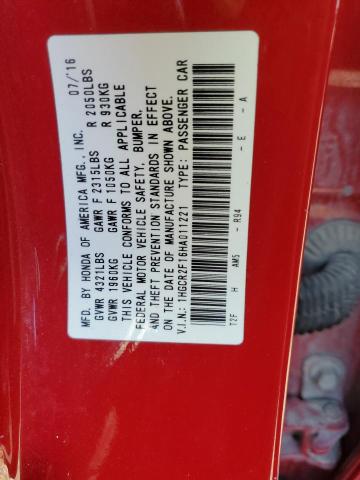 MFD. BY HONDA OF AMERICA MFG., INC. 07/'16
GVWR 4321LBS GAWR F 2315LBS R 2050LBS
GVWR 1960KG GAWR F 1050KG R 930KG
THIS VEHICLE CONFORMS TO ALL APPLICABLE
FEDERAL MOTOR VEHICLE SAFETY, BUMPER,
AND THEFT PREVENTION STANDARDS IN EFFECT
ON THE DATE OF MANUFACTURE SHOWN ABOVE.
V.I.N.: 1HGCR2F16HA011221 TYPE: PASSENGER CAR
T2F H AM5 - R94 - E - A